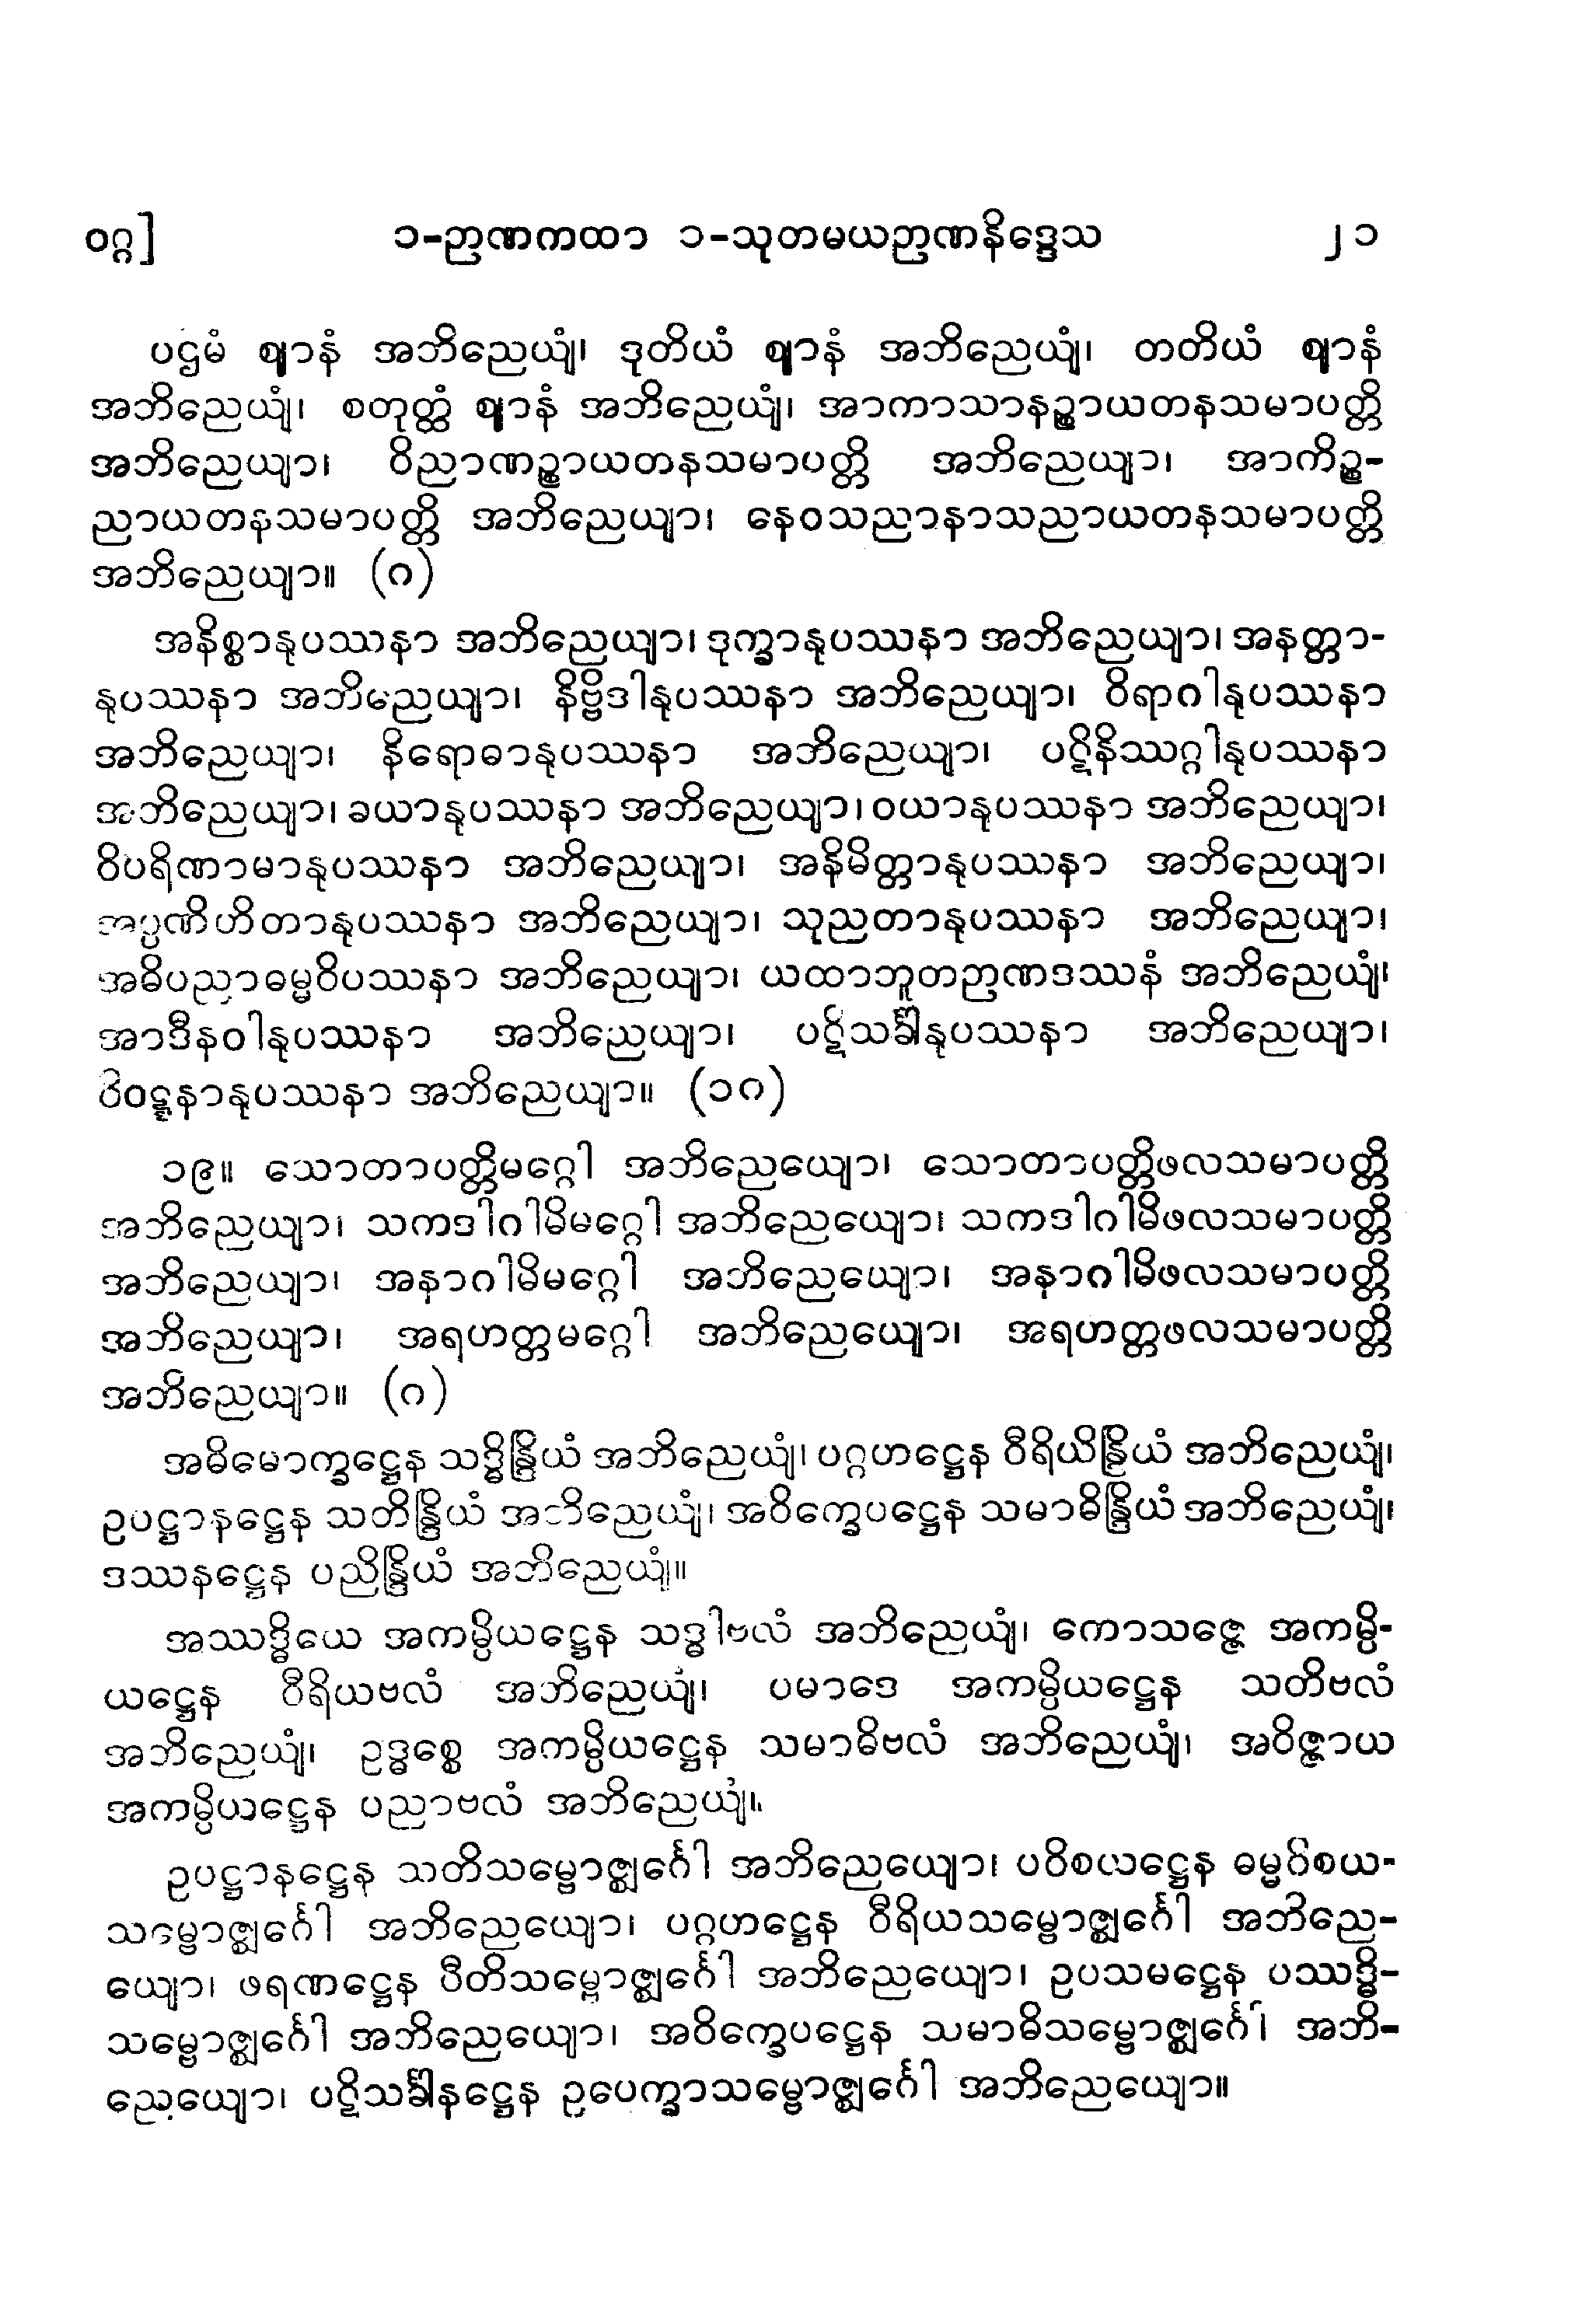 ဝဂ္ဂ] ၁-ဉာဏကထာ ၁-သုတမယဉာဏနိဒ္ဒေသ ၂၁
ပဌမံ ဈာနံ အဘိညေယျံ၊ ဒုတိယံ ဈာနံ အဘိညေယျံ၊ တတိယံ ဈာနံ
အဘိညေယျံ၊ စတုတ္ထံ ဈာနံ အဘိညေယျံ၊ အာကာသာနဉ္စာယတနသမာပတ္တိ
အဘိညေယျာ၊ ဝိညာဏဉ္စာယတနသမာပတ္တိ အဘိညေယျာ၊ အာကိဉ္စ-
ညာယတနသမာပတ္တိ အဘိညေယျာ၊ နေဝသညာနာသညာယတနသမာပတ္တိ
အဘိညေယျာ။ (၈)
အနိစ္စာနုပဿနာ အဘိညေယျာ၊ ဒုက္ခာနုပဿနာ အဘိညေယျာ၊ အနတ္တာ-
နုပဿနာ အဘိညေယျာ၊ နိဗ္ဗိဒါနုပဿနာ အဘိညေယျာ၊ ဝိရာဂါနုပဿနာ
အဘိညေယျာ၊ နိရောဓာနုပဿနာ အဘိညေယျာ၊ ပဋိနိဿဂ္ဂါနုပဿနာ
အဘိညေယျာ၊ ခယာနုပဿနာ အဘိညေယျာ၊ ဝယာနုပဿနာ အဘိညေယျာ၊
ဝိပရိဏာမာနုပဿနာ အဘိညေယျာ၊ အနိမိတ္တာနုပဿနာ အဘိညေယျာ၊
အပ္ပဏိဟိတာနုပဿနာ အဘိညေယျာ၊ သုညတာနုပဿနာ အဘိညေယျာ၊
အဓိပညာဓမ္မဝိပဿနာ အဘိညေယျာ၊ ယထာဘူတဉာဏဒဿနံ အဘိညေယျံ၊
အာဒီနဝါနုပဿနာ အဘိညေယျာ၊ ပဋိသင်္ခါနုပဿနာ အဘိညေယျာ၊
ဝိဝဋ္ဋနာနုပဿနာ အဘိညေယျာ။ (၁၈)
၁၉။ သောတာပတ္တိမဂ္ဂေါ အဘိညေယျော၊ သောတာပတ္တိဖလသမာပတ္တိ
အဘိညေယျာ၊ သကဒါဂါမိမဂ္ဂေါ အဘိညေယျော၊ သကဒါဂါမိဖလသမာပတ္တိ
အဘိညေယျာ၊ အနာဂါမိမဂ္ဂေါ အဘိညေယျော၊ အနာဂါမိဖလသမာပတ္တိ
အဘိညေယျာ၊ အရဟတ္တမဂ္ဂေါ အဘိညေယျော၊ အရဟတ္တဖလသမာပတ္တိ
အဘိညေယျာ။ (၈)
အဓိမောက္ခဋ္ဌေန သဒ္ဓိန္ဒြိယံ အဘိညေယျံ၊ ပဂ္ဂဟဋ္ဌေန ဝီရိယိန္ဒြိယံ အဘိညေယျံ၊
ဥပဋ္ဌာနဋ္ဌေန သတိန္ဒြိယံ အဘိညေယျံ၊ အဝိက္ခေပဋ္ဌေန သမာဓိန္ဒြိယံ အဘိညေယျံ၊
ဒဿနဋ္ဌေန ပညိန္ဒြိယံ အဘိညေယျံ။
အဿဒ္ဓိယေ အကမ္ပိယဋ္ဌေန သဒ္ဓါဗလံ အဘိညေယျံ၊ ကောသဇ္ဇေ အကမ္ပိ-
ယဋ္ဌေန ဝီရိယဗလံ အဘိညေယျံ၊ ပမာဒေ အကမ္ပိယဋ္ဌေန သတိဗလံ
အဘိညေယျံ၊ ဥဒ္ဓစ္စေ အကမ္ပိယဋ္ဌေန သမာဓိဗလံ အဘိညေယျံ၊ အဝိဇ္ဇာယ
အကမ္ပိယဋ္ဌေန ပညာဗလံ အဘိညေယျံ။
ဥပဋ္ဌာနဋ္ဌေန သတိသမ္ဗောဇ္ဈင်္ဂေါ အဘိညေယျော၊ ပဝိစယဋ္ဌေန ဓမ္မဝိစယ-
သမ္ဗောဇ္ဈင်္ဂေါ အဘိညေယျော၊ ပဂ္ဂဟဋ္ဌေန ဝီရိယသမ္ဗောဇ္ဈင်္ဂေါ အဘိညေ-
ယျော၊ ဖရဏဋ္ဌေန ပီတိသမ္ဗောဇ္ဈင်္ဂေါ အဘိညေယျော၊ ဥပသမဋ္ဌေန ပဿဒ္ဓိ-
သမ္ဗောဇ္ဈင်္ဂေါ အဘိညေယျော၊ အဝိက္ခေပဋ္ဌေန သမာဓိသမ္ဗောဇ္ဈင်္ဂေါ အဘိ-
ညေယျော၊ ပဋိသင်္ခါနဋ္ဌေန ဥပေက္ခာသမ္ဗောဇ္ဈင်္ဂေါ အဘိညေယျော။